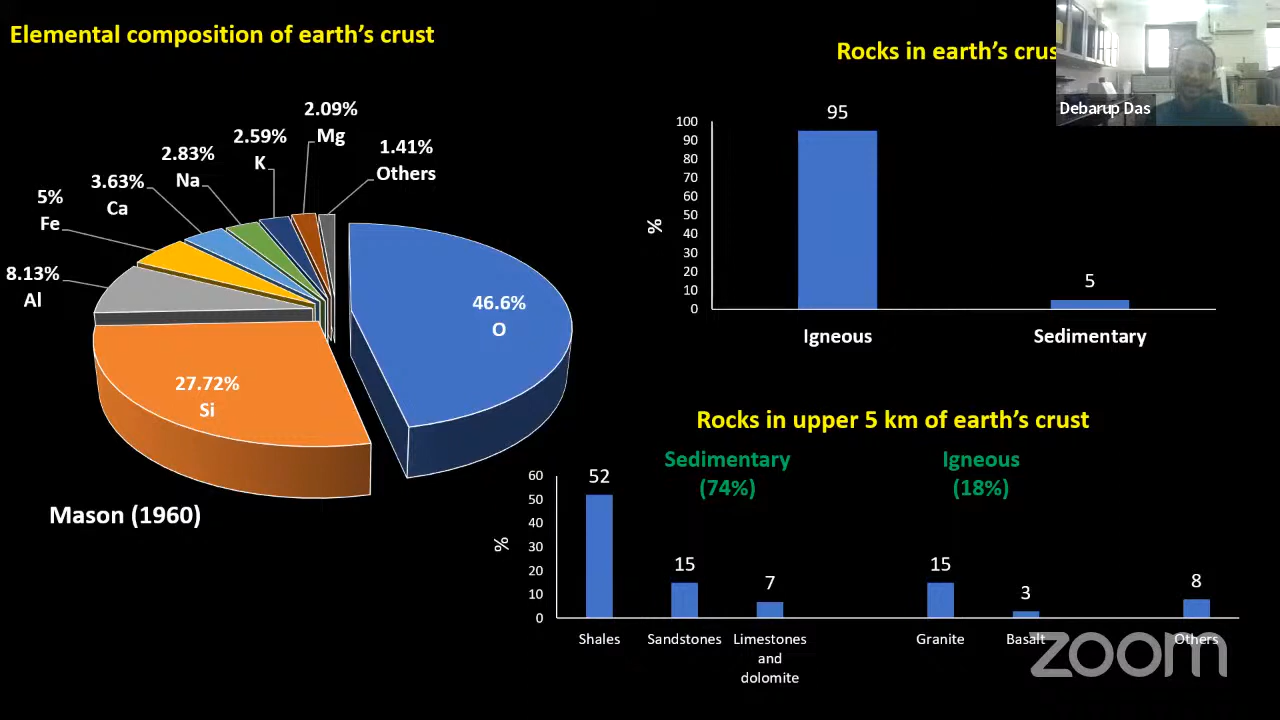 Elemental composition of earth's crust
2.09%
Mg
2.59%
K
2.83%
Na
3.63%
Ca
5%
Fe
8.13%
Al
1.41%
Others
46.6%
O
27.72%
Si
Mason (1960)
Rocks in earth's
Debarup Das
95
100
90
80
70
60
50
40
30
20
10
0
%
5
Igneous
Sedimentary
Rocks in upper 5 km of earth's crust
Sedimentary
(74%)
Igneous
(18%)
60
50
40
30
20
10
0
%
52
15
7
15
3
8
Shales
Sandstones
Limestones
and
dolomite
Granite
Basalt
Others
zoom